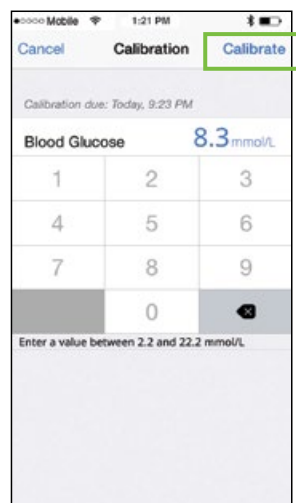 Mobile 1:21 PM
Cancel Calibration Calibrate
Calibration due: Today, 9:23 PM
Blood Glucose 8.3 mmol/L
1 2 3
4 5 6
7 8 9
0
Enter a value between 2.2 and 22.2 mmol/L